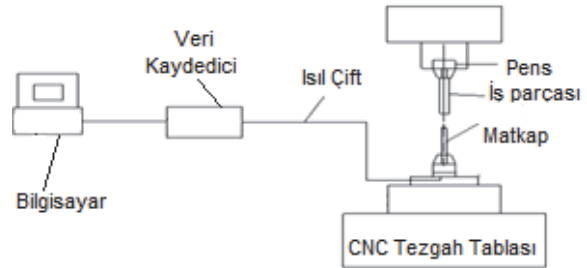 Veri
Kaydedici
Isıl Çift
Pens
İş parçası
Matkap
Bilgisayar
CNC Tezgah Tablası